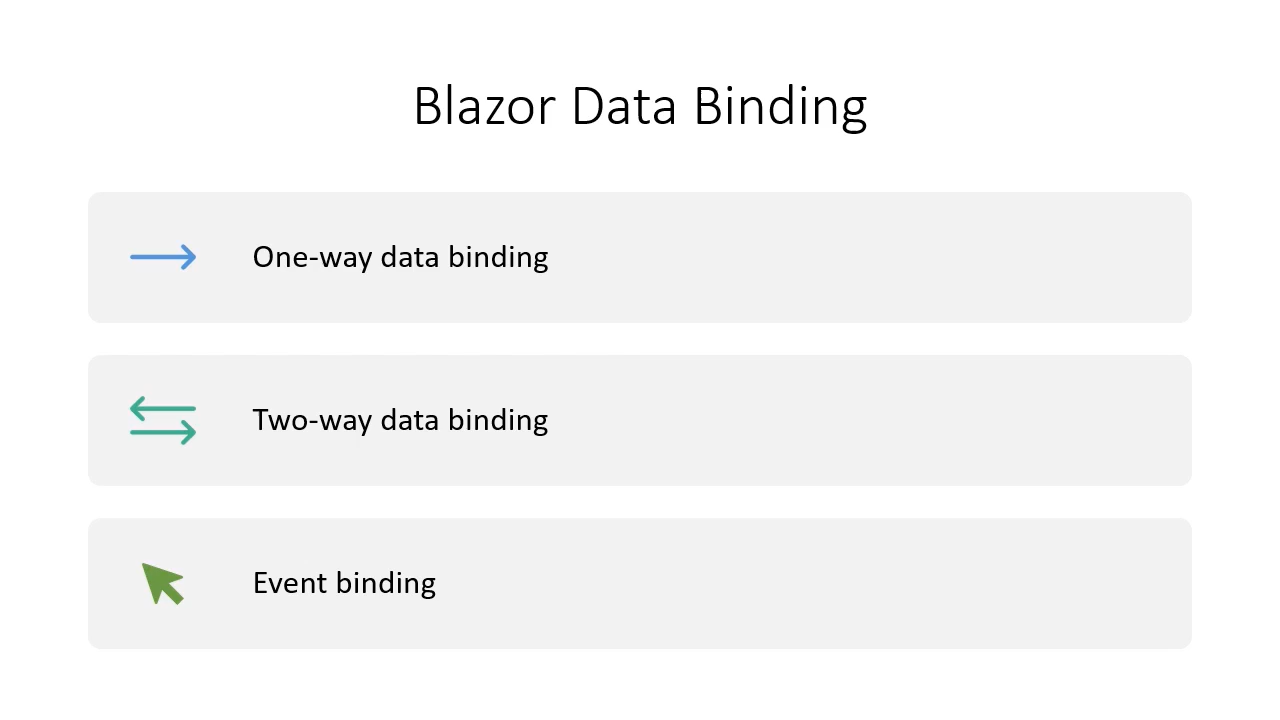 Blazor Data Binding
One-way data binding
Two-way data binding
Event binding